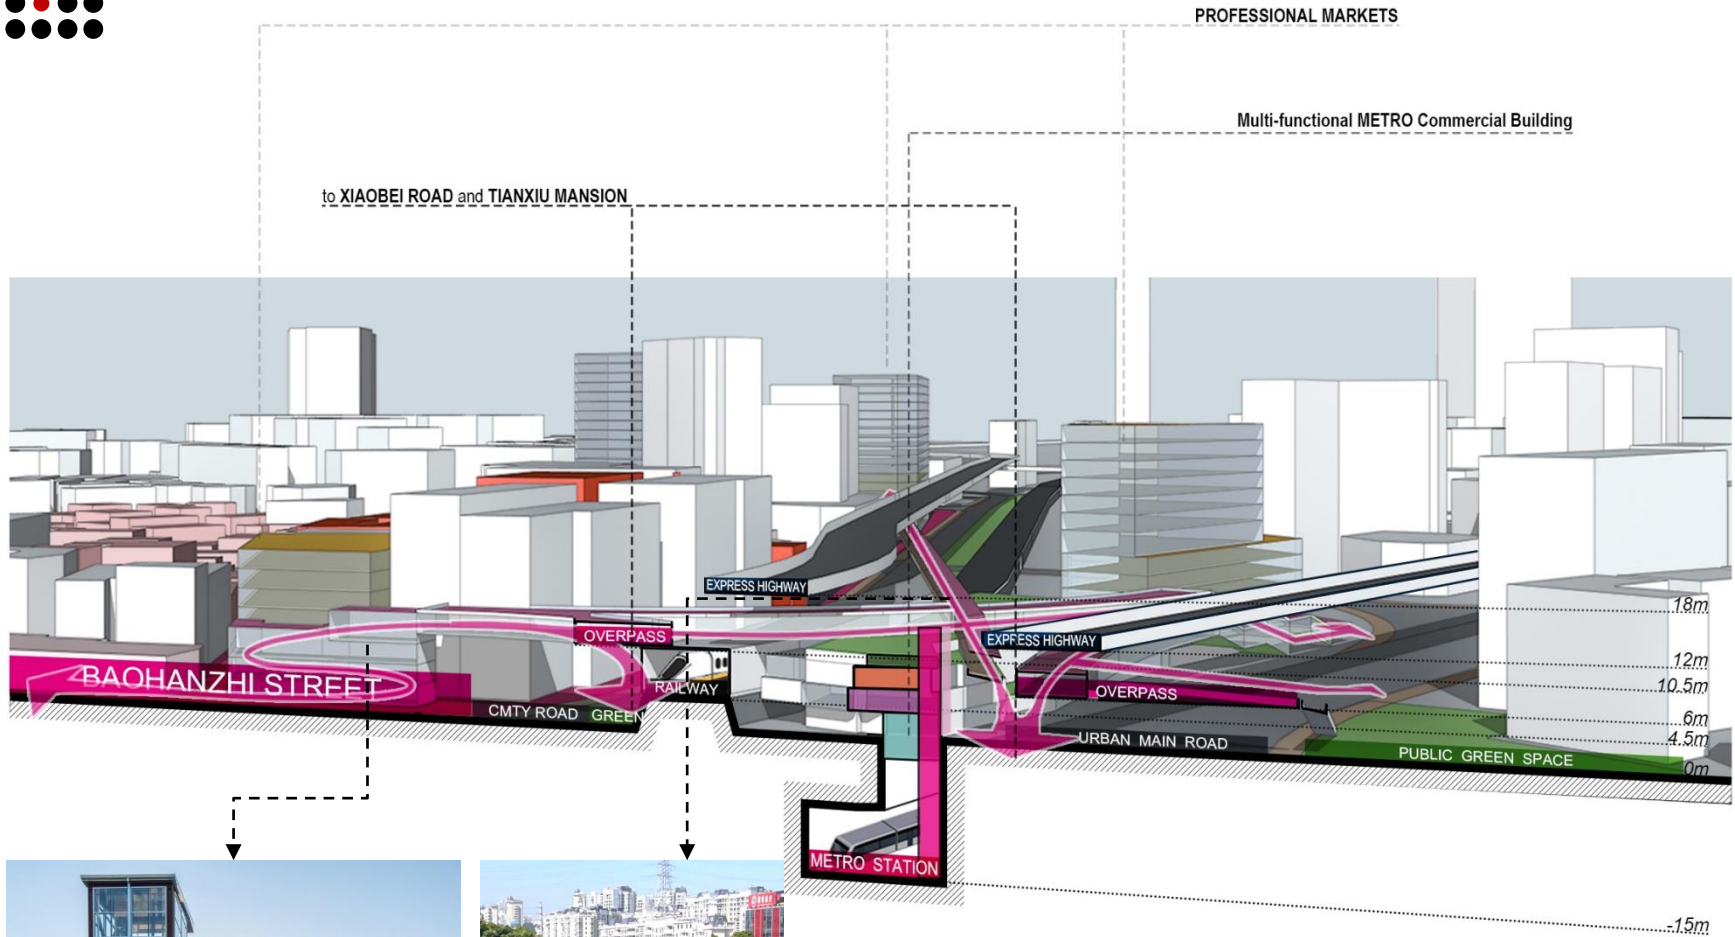 PROFESSIONAL MARKETS
Multi-functional METRO Commercial Building
to XIAOBEI ROAD and TIANXIU MANSION
EXPRESS HIGHWAY
18m
OVERPASS
EXPRESS HIGHWAY
12m
BAOHANZHI STREET
RAILWAY
10.5m
OVERPASS
CMTY ROAD GREEN
6m
URBAN MAIN ROAD
4.5m
PUBLIC GREEN SPACE
0m
METRO STATION
-15m